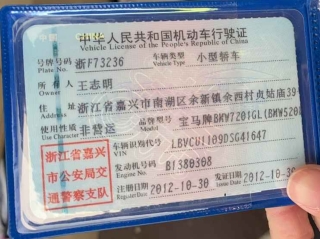 中华人民共和国机动车行驶证
Vehicle License of the People's Republic of China
号牌号码 浙F73236 车辆类型 小型轿车
Plate No. Vehicle Type
所有人 王志明
Owner
住址 浙江省嘉兴市南湖区余新镇余西村贞姑庙39
Address
使用性质 非营运 品牌型号 宝马牌BMW7201GL(BMW520
Use Character Model
浙江省嘉兴
市公安局交
通警察支队
车辆识别代号 LBVCU1109DSG41647
VIN
发动机号码 B1580308
Engine No.
注册日期 2012-10-30 发证日期 2012-10-30
Register Date Issue Date